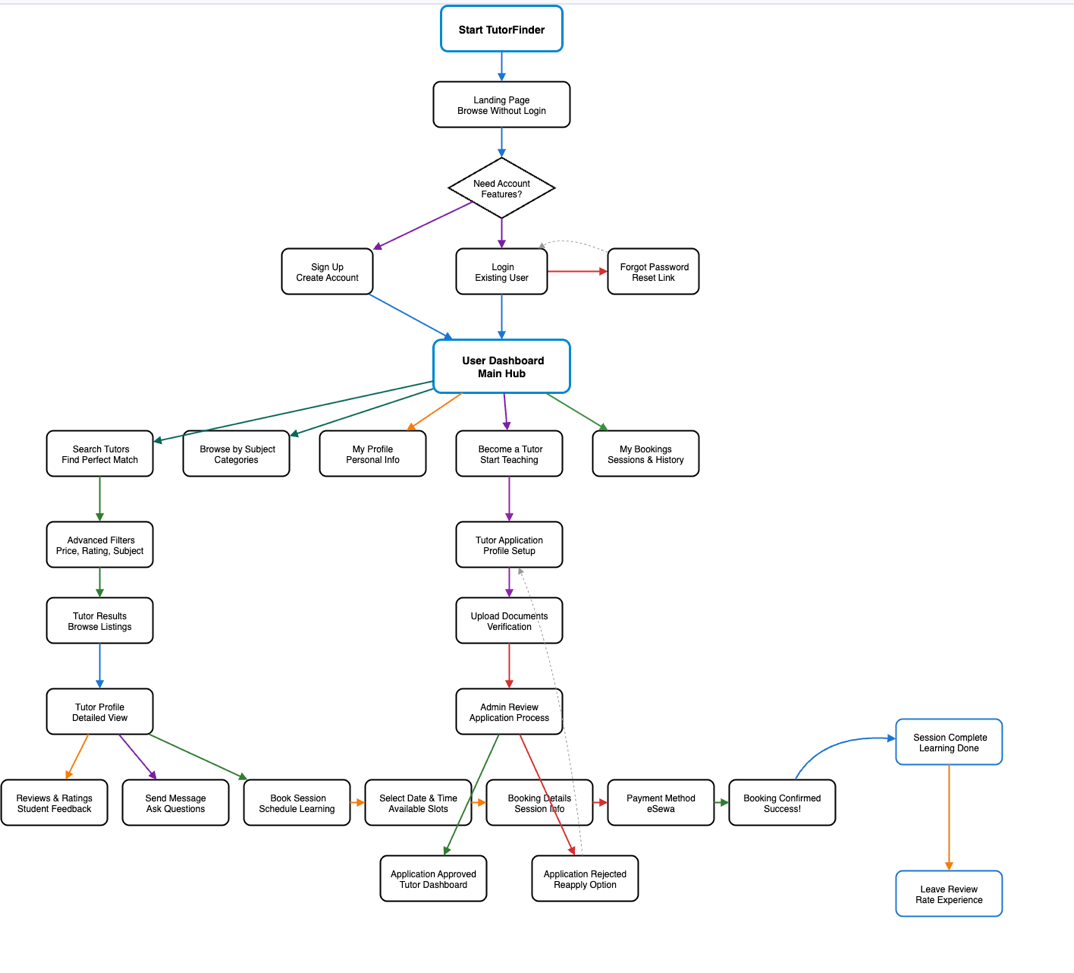 Start TutorFinder
Landing Page
Browse Without Login
Need Account
Features?
Sign Up
Create Account
Login
Existing User
Forgot Password
Reset Link
User Dashboard
Main Hub
Search Tutors
Find Perfect Match
Browse by Subject
Categories
My Profile
Personal Info
Become a Tutor
Start Teaching
My Bookings
Sessions & History
Advanced Filters
Price, Rating, Subject
Tutor Application
Profile Setup
Tutor Results
Browse Listings
Upload Documents
Verification
Tutor Profile
Detailed View
Admin Review
Application Process
Session Complete
Learning Done
Reviews & Ratings
Student Feedback
Send Message
Ask Questions
Book Session
Schedule Learning
Select Date & Time
Available Slots
Booking Details
Session Info
Payment Method
eSewa
Booking Confirmed
Success!
Application Approved
Tutor Dashboard
Application Rejected
Reapply Option
Leave Review
Rate Experience